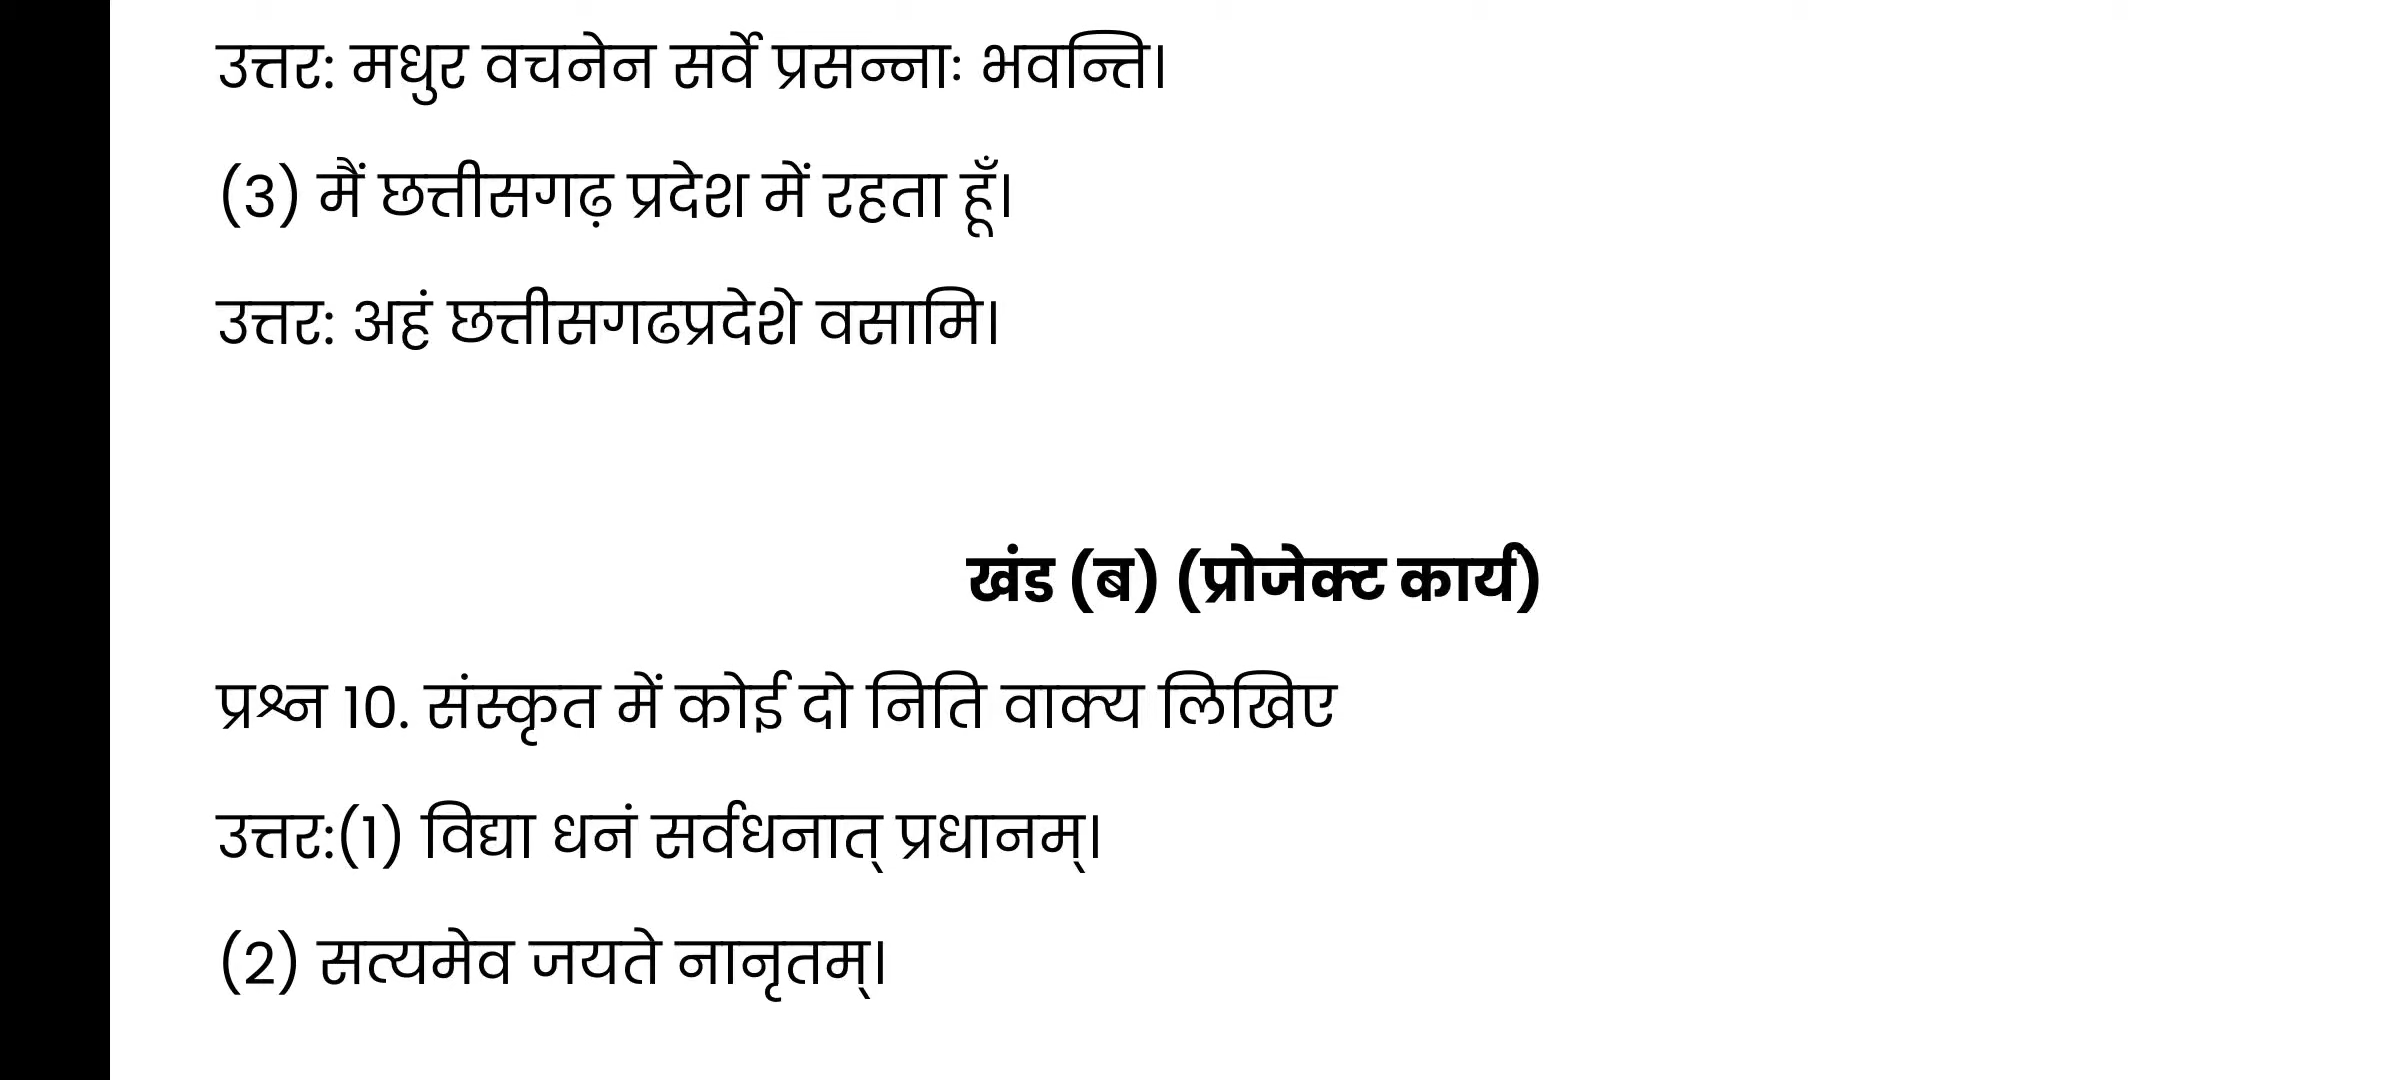 उत्तर: मधुर वचनेन सर्वे प्रसन्नाः भवन्ति।
(3) मैं छत्तीसगढ़ प्रदेश में रहता हूँ।
उत्तर: अहं छत्तीसगढप्रदेशे वसामि।
खंड (ब) (प्रोजेक्ट कार्य)
प्रश्न 10. संस्कृत में कोई दो निति वाक्य लिखिए
उत्तर:(1) विद्या धनं सर्वधनात् प्रधानम्।
(2) सत्यमेव जयते नानृतम्।